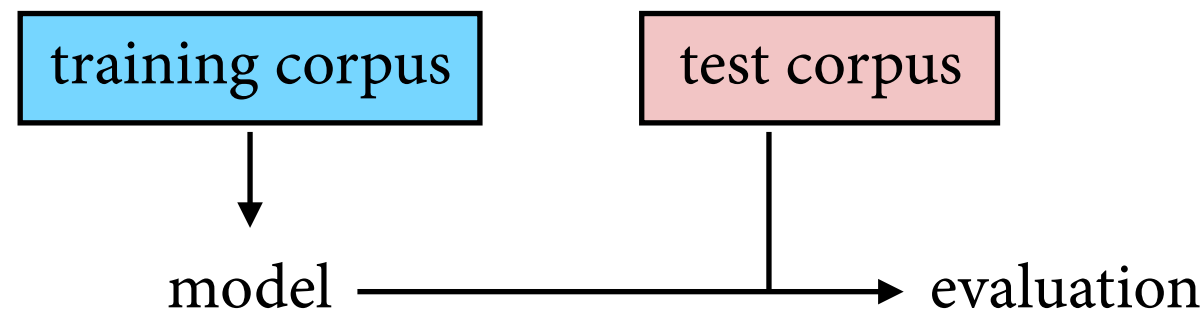 training corpus
test corpus
model
evaluation